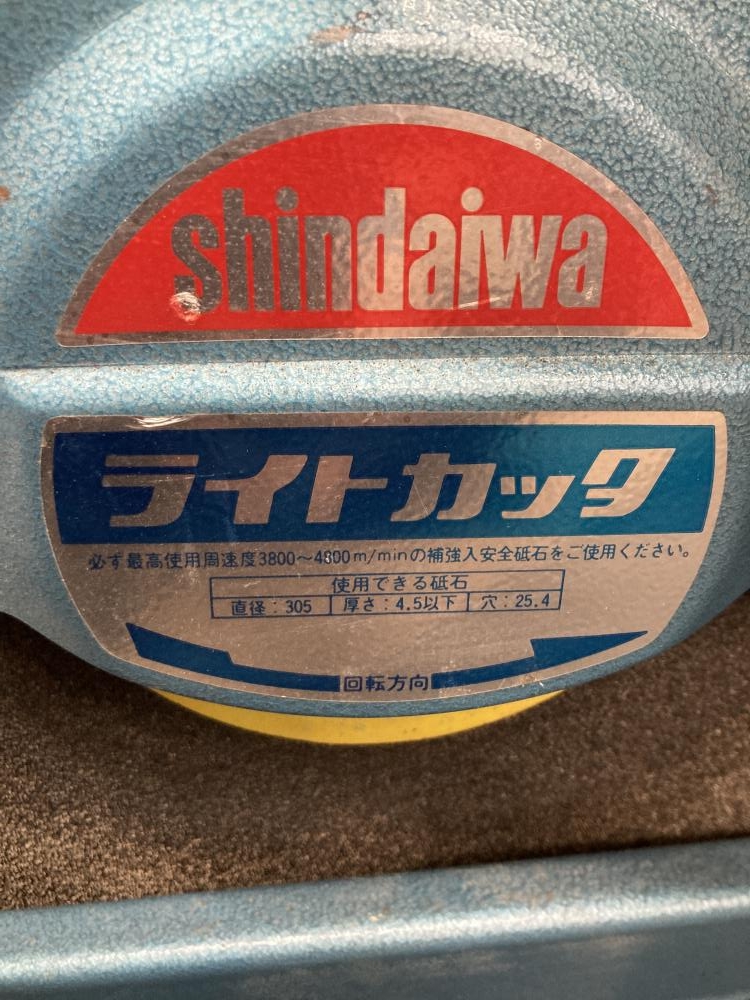 shindaiwa
ライトカッタ
必ず最高使用周速度3800～4800m/minの補強入安全砥石をご使用ください。
使用できる砥石
直径：305 厚さ：4.5以下 穴：25.4
回転方向